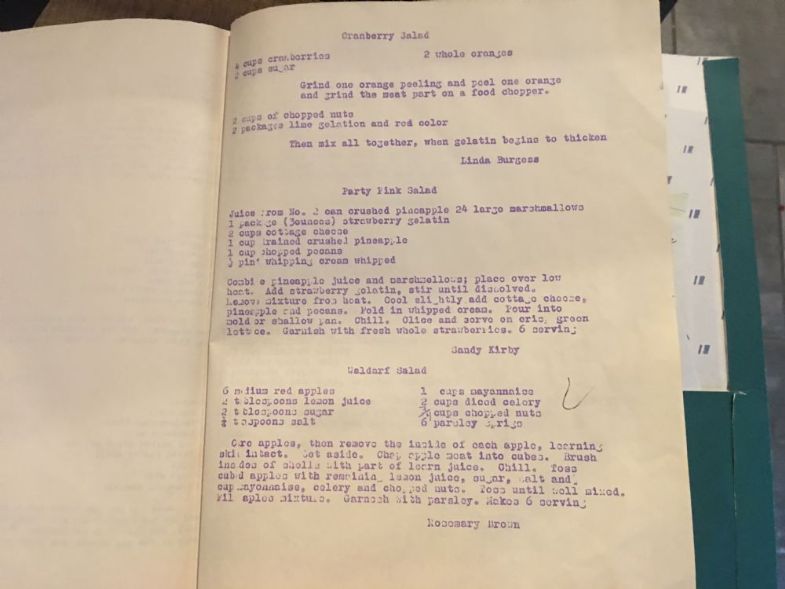 Cranberry Salad
4 cups cranberries 2 whole oranges
2 cups sugar
Grind one orange peeling and peel one orange
and grind the meat part on a food chopper.
2 cups of chopped nuts
2 packages lime gelation and red color
Then mix all together, when gelatin begins to thicken
Linda Burgess
Party Pink Salad
Juice from No. 2 can crushed pineapple 24 large marshmallows
1 package (3ounces) strawberry gelatin
2 cups cottage cheese
1 cup drained crushed pineapple
1 cup chopped pecans
pint whipping cream whipped
Combine pineapple juice and marshmellows; place over low
heat. Add strawberry gelatin, stir until dissolved.
Remove mixture from heat. Cool slightly add cottage cheese,
pineapple and pecans. Fold in whipped cream. Pour into
mold or shallow pan. Chill. Slice and serve on crisp green
lettuce. Garnish with fresh whole strawberries. 6 serving
Sandy Kirby
Waldarf Salad
6 medium red apples 1 cups mayonnaise
2 tablespoons lemon juice cups diced celery
2 tablespoons sugar cups chopped nuts
teaspoons salt 6 parsley sprigs
Core apples, then remove the inside of each apple, learning
skin intact. Set aside. Chop apple meat into cubes. Brush
insdes of shells with part of learn juice. Chill. Toss
cubed apples with remaining lemon juice, sugar, salt and
cup mayonnaise, celery and chopped nuts. Toss until well mixed.
Fil aples mixture. Garnesh with parsley. Makes 6 serving
Rosemary Brown